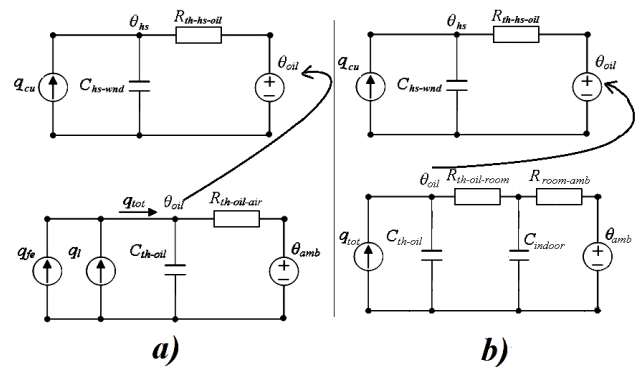 θhs Rth-hs-oil
qcu Chs-wnd θoil
+
−
qtot θoil Rth-oil-air
qfe ql Cth-oil θamb
+
−
a)
θhs Rth-hs-oil
qcu Chs-wnd θoil
+
−
θoil Rth-oil-room Rroom-amb
qtot Cth-oil Cindoor θamb
+
−
b)